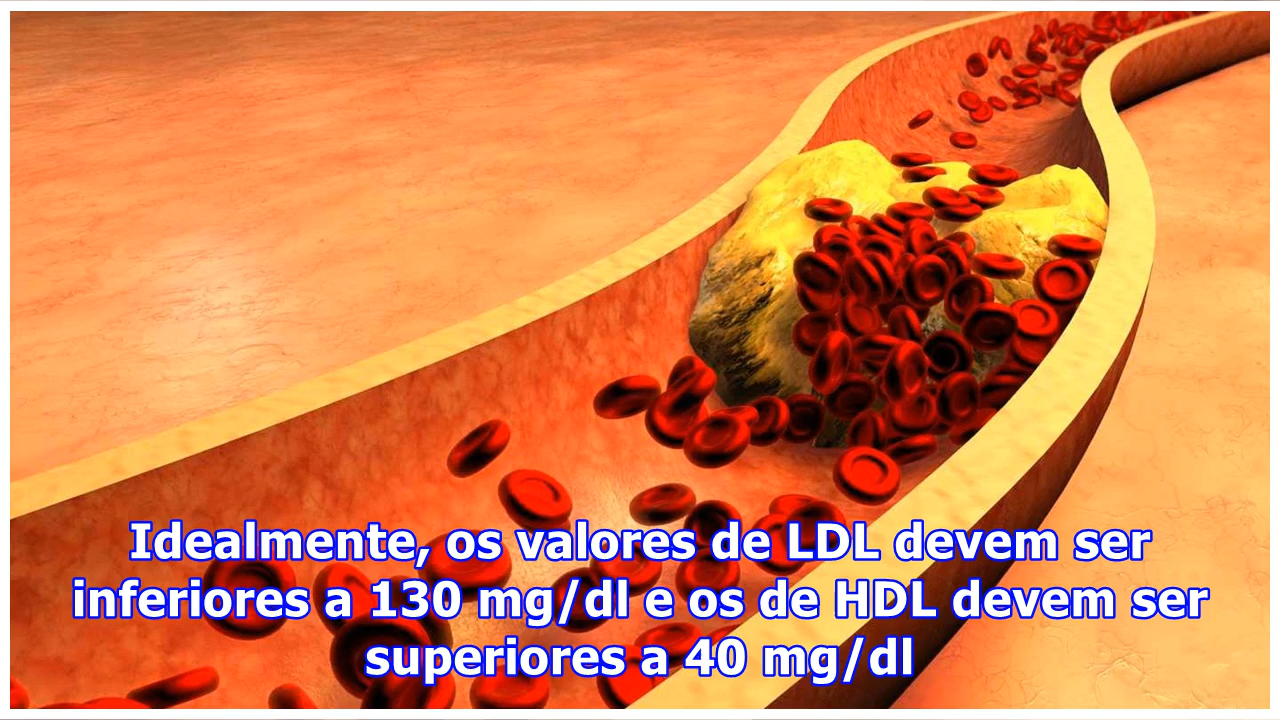 Idealmente, os valores de LDL devem ser
inferiores a 130 mg/dl e os de HDL devem ser
superiores a 40 mg/dl